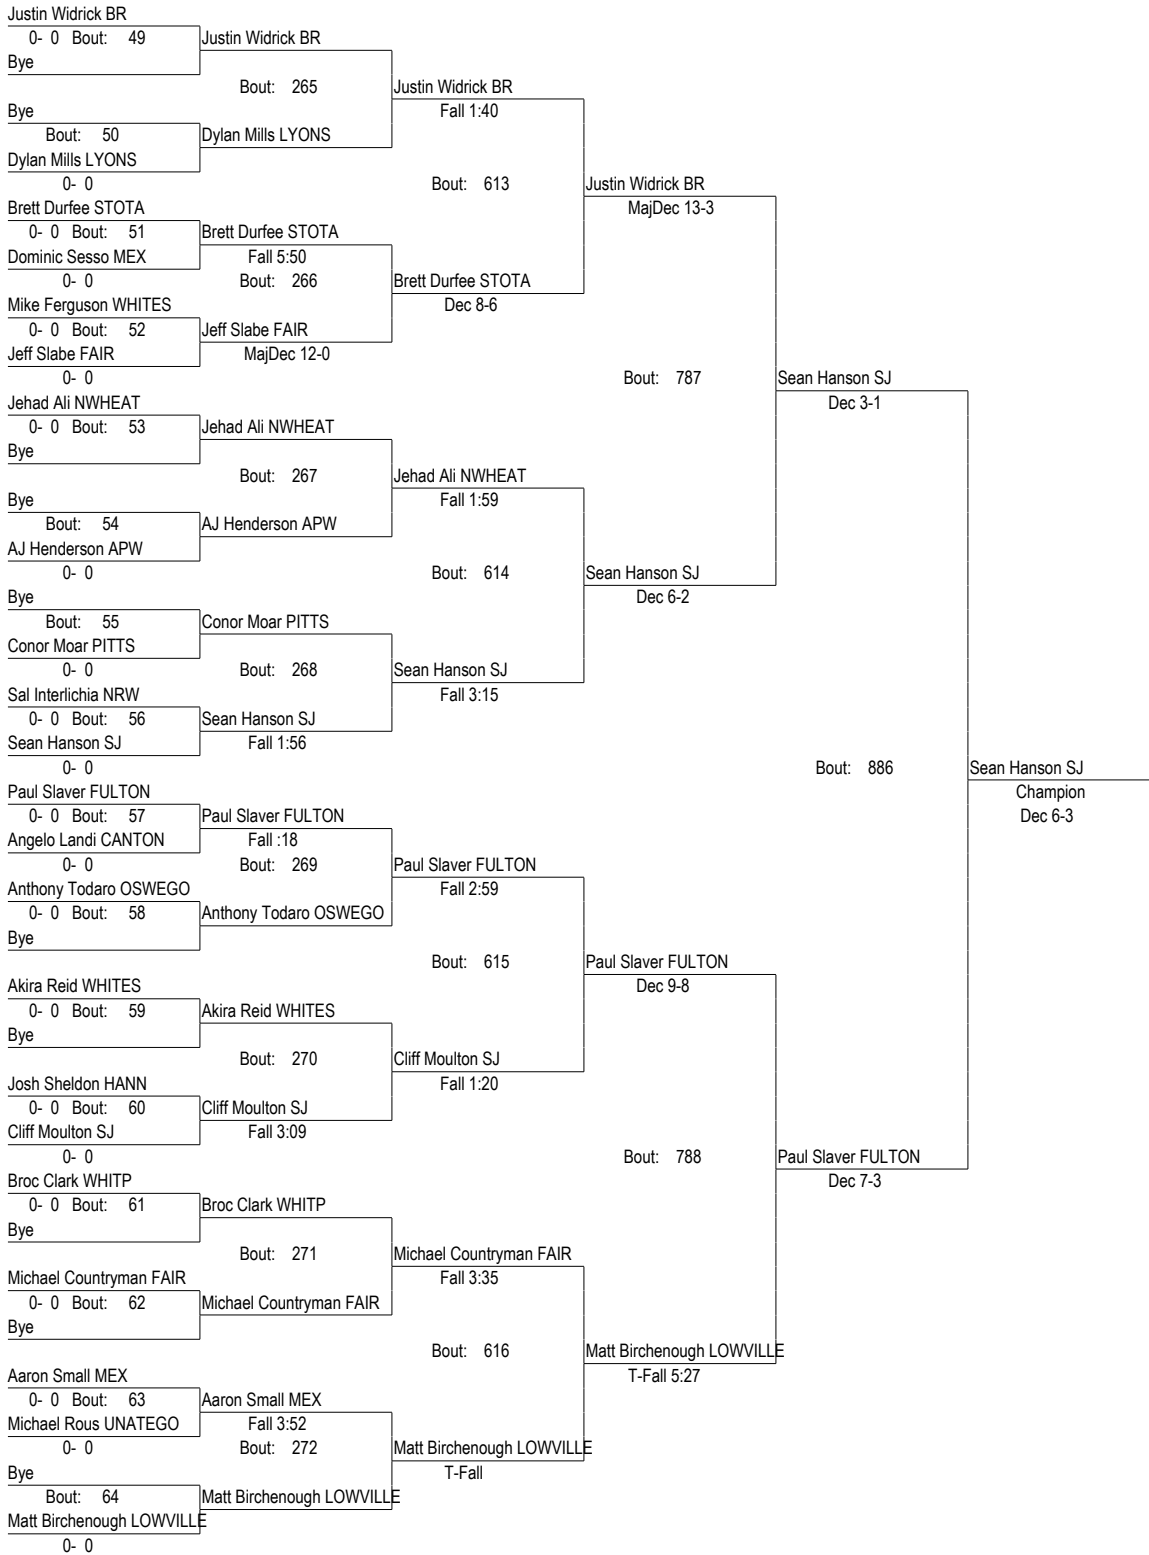 Justin Widrick BR
0- 0 Bout: 49 Justin Widrick BR
Bye
Bout: 265 Justin Widrick BR
Bye Fall 1:40
Bout: 50 Dylan Mills LYONS
Dylan Mills LYONS
0- 0 Bout: 613 Justin Widrick BR
Brett Durfee STOTA MajDec 13-3
0- 0 Bout: 51 Brett Durfee STOTA
Dominic Sesso MEX Fall 5:50
0- 0 Bout: 266 Brett Durfee STOTA
Mike Ferguson WHITES Dec 8-6
0- 0 Bout: 52 Jeff Slabe FAIR
Jeff Slabe FAIR MajDec 12-0
0- 0 Bout: 787 Sean Hanson SJ
Jehad Ali NWHEAT Dec 3-1
0- 0 Bout: 53 Jehad Ali NWHEAT
Bye
Bout: 267 Jehad Ali NWHEAT
Bye Fall 1:59
Bout: 54 AJ Henderson APW
AJ Henderson APW
0- 0 Bout: 614 Sean Hanson SJ
Bye Dec 6-2
Bout: 55 Conor Moar PITTS
Conor Moar PITTS
0- 0 Bout: 268 Sean Hanson SJ
Sal Interlichia NRW Fall 3:15
0- 0 Bout: 56 Sean Hanson SJ
Sean Hanson SJ Fall 1:56
0- 0 Bout: 886 Sean Hanson SJ
Paul Slaver FULTON Champion
0- 0 Bout: 57 Paul Slaver FULTON Dec 6-3
Angelo Landi CANTON Fall :18
0- 0 Bout: 269 Paul Slaver FULTON
Anthony Todaro OSWEGO Fall 2:59
0- 0 Bout: 58 Anthony Todaro OSWEGO
Bye
Bout: 615 Paul Slaver FULTON
Akira Reid WHITES Dec 9-8
0- 0 Bout: 59 Akira Reid WHITES
Bye
Bout: 270 Cliff Moulton SJ
Josh Sheldon HANN Fall 1:20
0- 0 Bout: 60 Cliff Moulton SJ
Cliff Moulton SJ Fall 3:09
0- 0 Bout: 788 Paul Slaver FULTON
Broc Clark WHITP Dec 7-3
0- 0 Bout: 61 Broc Clark WHITP
Bye
Bout: 271 Michael Countryman FAIR
Michael Countryman FAIR Fall 3:35
0- 0 Bout: 62 Michael Countryman FAIR
Bye
Bout: 616 Matt Birchenough LOWVILLE
Aaron Small MEX T-Fall 5:27
0- 0 Bout: 63 Aaron Small MEX
Michael Rous UNATEGO Fall 3:52
0- 0 Bout: 272 Matt Birchenough LOWVILLE
Bye T-Fall
Bout: 64 Matt Birchenough LOWVILLE
Matt Birchenough LOWVILLE
0- 0